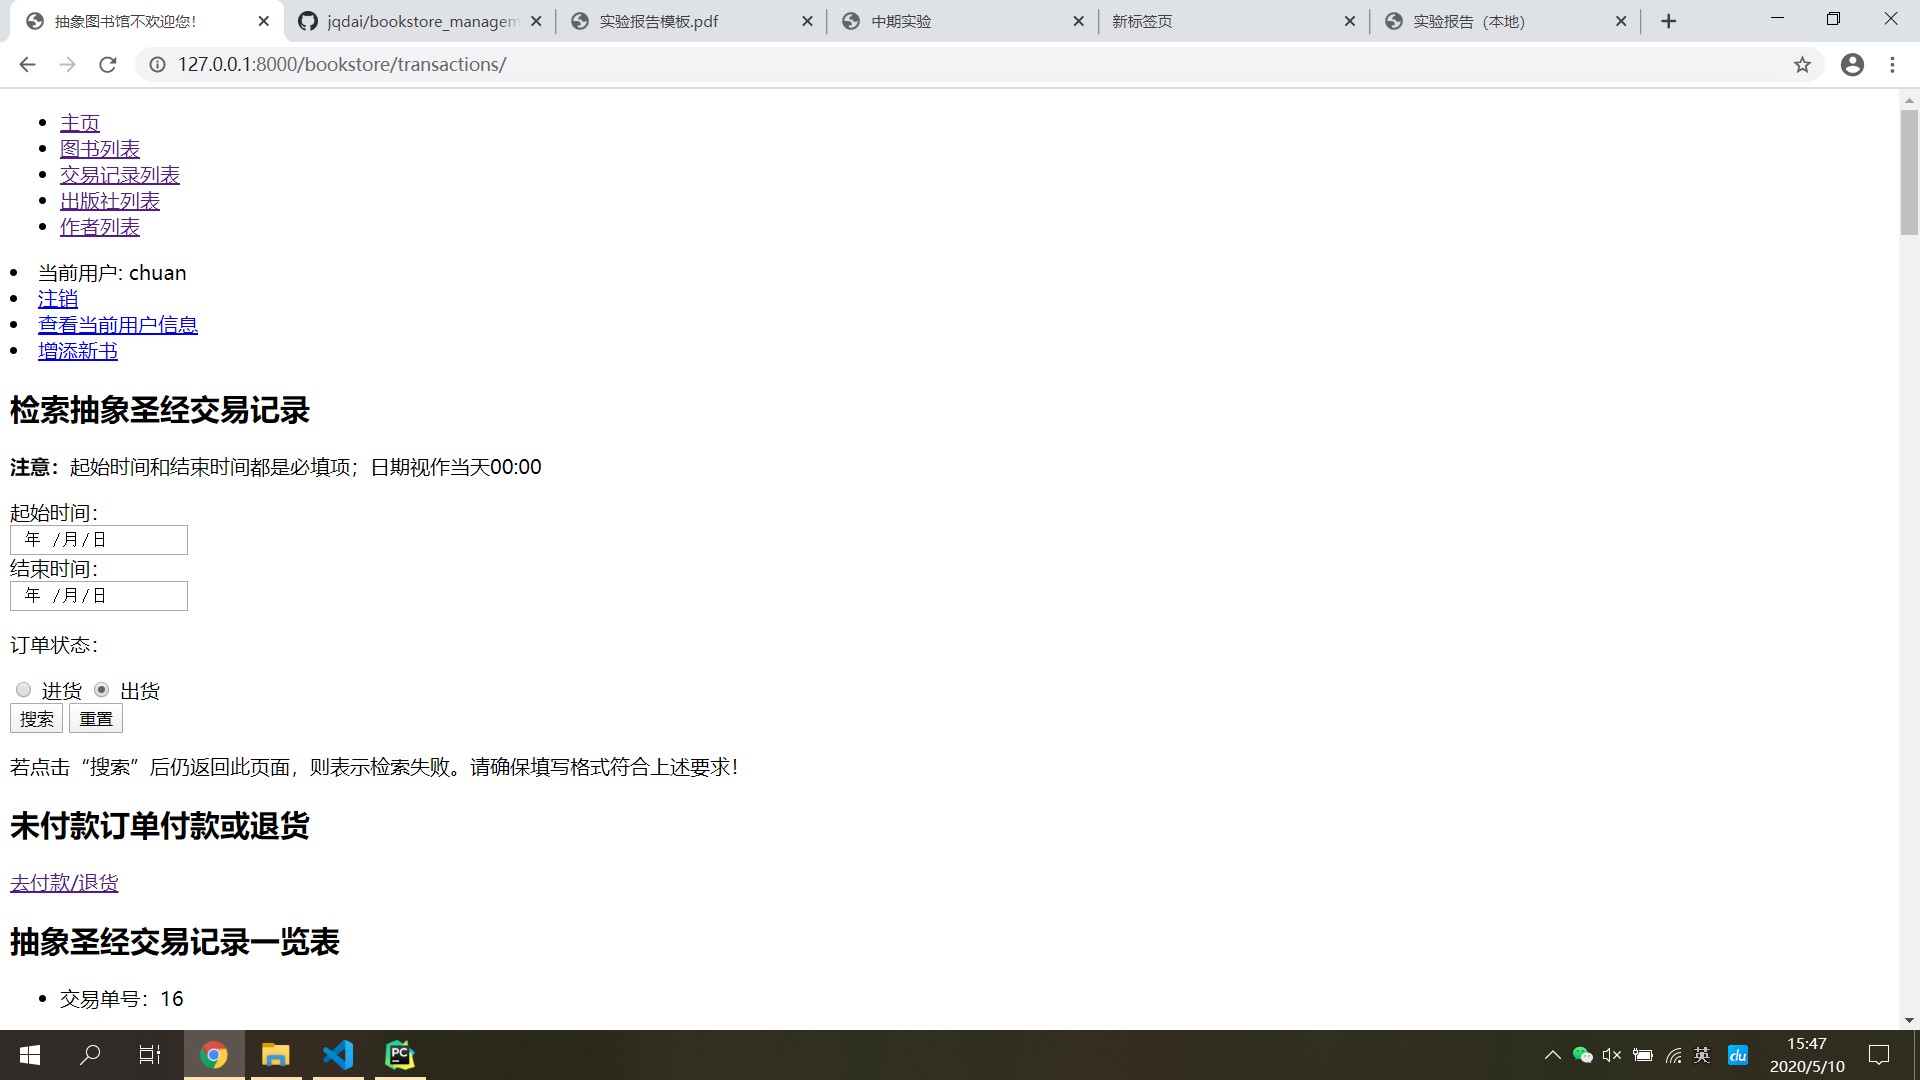 抽象图书馆不欢迎您！
jqdai/bookstore_managem
实验报告模板.pdf
中期实验
新标签页
实验报告（本地）
127.0.0.1:8000/bookstore/transactions/
主页
图书列表
交易记录列表
出版社列表
作者列表
当前用户: chuan
注销
查看当前用户信息
增添新书
检索抽象圣经交易记录
注意：起始时间和结束时间都是必填项；日期视作当天00:00
起始时间：
年 /月/日
结束时间：
年 /月/日
订单状态：
进货 出货
搜索 重置
若点击“搜索”后仍返回此页面，则表示检索失败。请确保填写格式符合上述要求！
未付款订单付款或退货
去付款/退货
抽象圣经交易记录一览表
交易单号：16
PC
英
du
15:47
2020/5/10